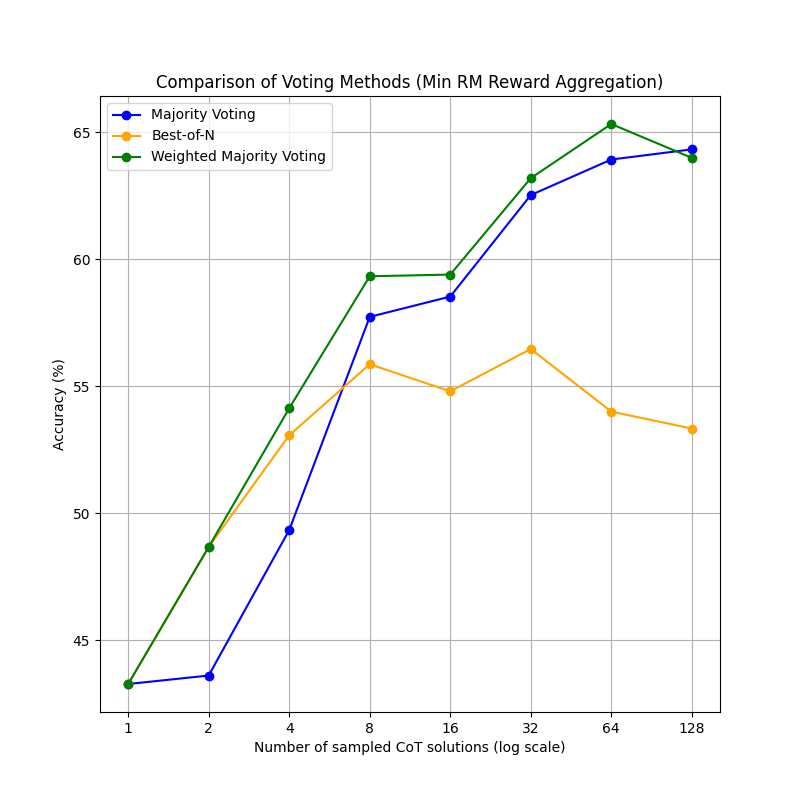 Comparison of Voting Methods (Min RM Reward Aggregation)
Majority Voting
Best-of-N
Weighted Majority Voting
Accuracy (%)
65
60
55
50
45
1 2 4 8 16 32 64 128
Number of sampled CoT solutions (log scale)